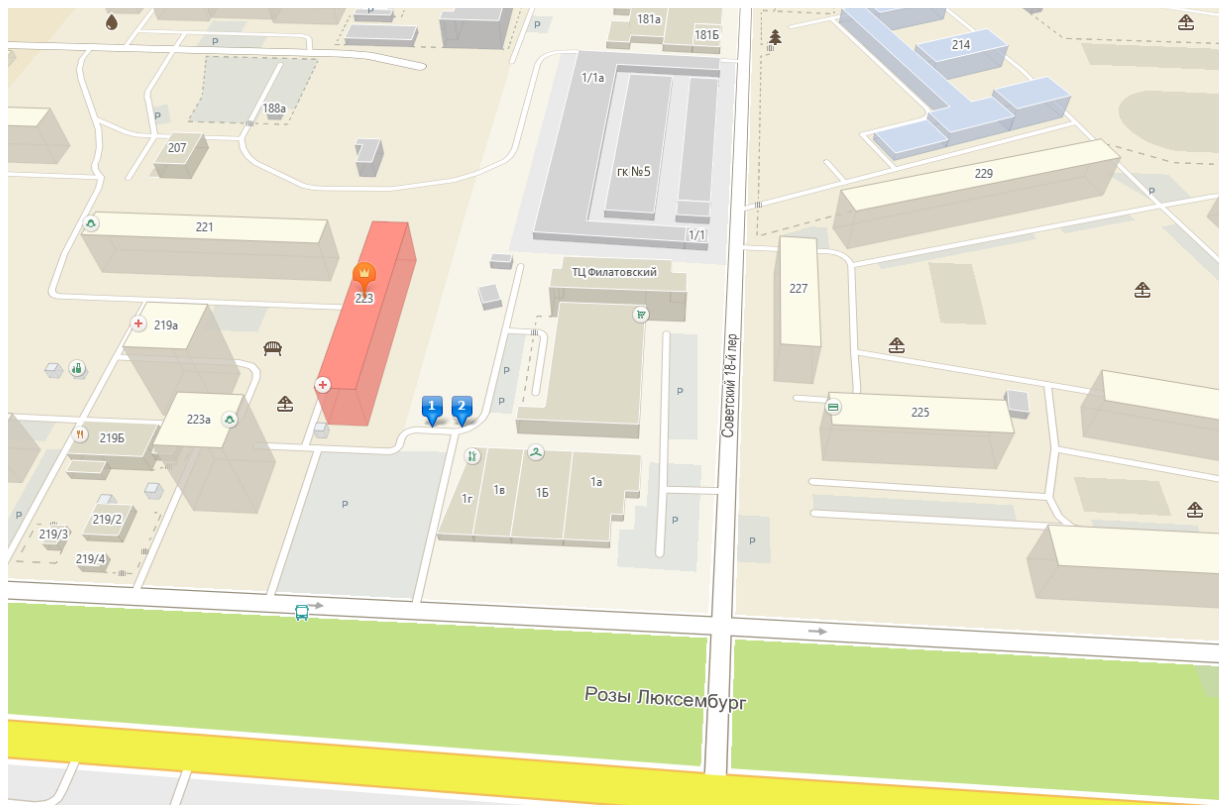 181а
P
181Б
214
P
1/1а
188а
P
207
гк №5
229
P
221
1/1
ТЦ Филатовский
223
227
219а
Советский 18-й пер
P
P
P
1
2
225
223а
219Б
1г
1в
1Б
1а
P
P
219/2
P
219/3
P
219/4
Розы Люксембург